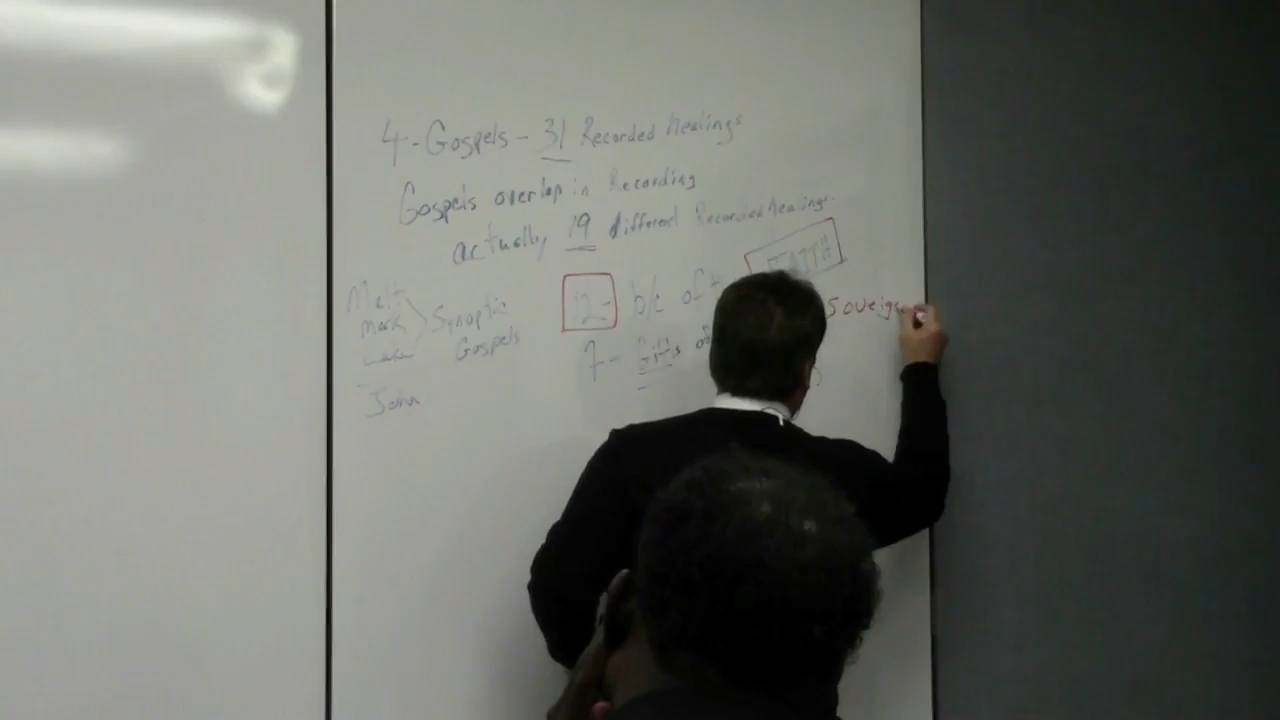 4-Gospels - 31 Recorded Healings
Gospels overlap in Recording
actually 19 different Recorded healings.
Matt
mark
Luke
Synoptic
Gospels
John
12- b/c of FAITH
7- gifts of
Soveig